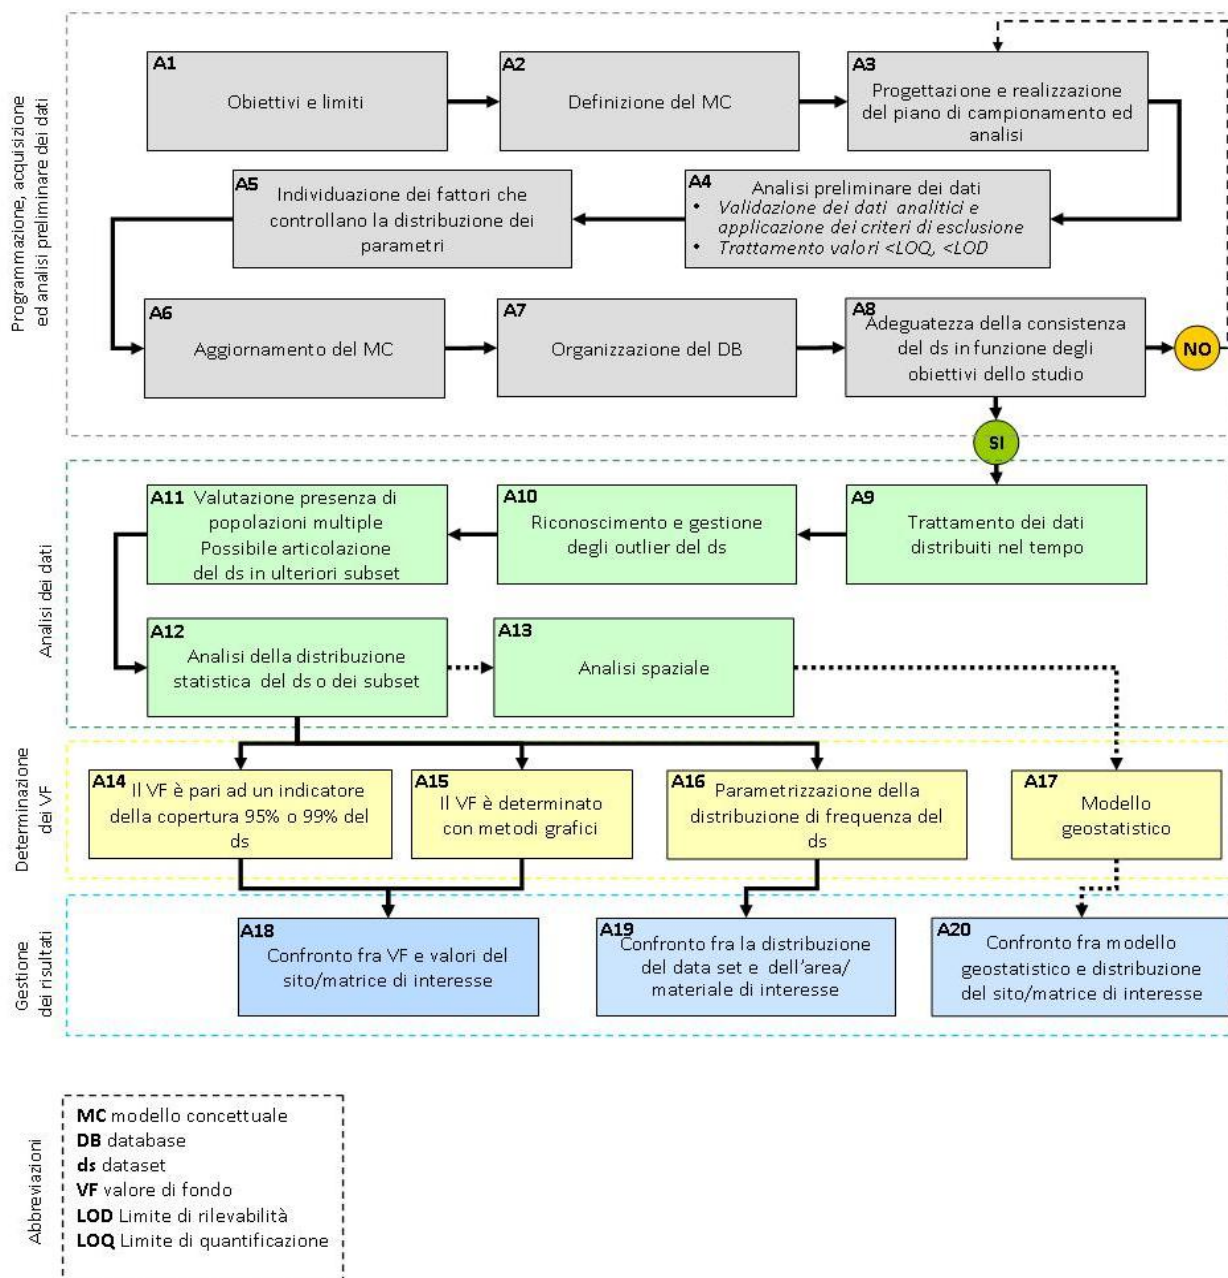 Programmazione, acquisizione
ed analisi preliminare dei dati
A1
Obiettivi e limiti
A2
Definizione del MC
A3
Progettazione e realizzazione
del piano di campionamento ed
analisi
A4
Analisi preliminare dei dati
• Validazione dei dati analitici e
applicazione dei criteri di esclusione
• Trattamento valori <LOQ, <LOD
A5
Individuazione dei fattori che
controllano la distribuzione dei
parametri
A6
Aggiornamento del MC
A7
Organizzazione del DB
A8
Adeguatezza della consistenza
del ds in funzione degli
obiettivi dello studio
NO
SI
Analisi dei dati
A9
Trattamento dei dati
distribuiti nel tempo
A10
Riconoscimento e gestione
degli outlier del ds
A11
Valutazione presenza di
popolazioni multiple
Possibile articolazione
del ds in ulteriori subset
A12
Analisi della distribuzione
statistica del ds o dei subset
A13
Analisi spaziale
Determinazione
dei VF
A14
Il VF è pari ad un indicatore
della copertura 95% o 99% del
ds
A15
Il VF è determinato
con metodi grafici
A16
Parametrizzazione della
distribuzione di frequenza del
ds
A17
Modello
geostatistico
Gestione
dei risultati
A18
Confronto fra VF e valori del
sito/matrice di interesse
A19
Confronto fra la distribuzione
del data set e dell'area/
materiale di interesse
A20
Confronto fra modello
geostatistico e distribuzione
del sito/matrice di interesse
Abbreviazioni
MC modello concettuale
DB database
ds dataset
VF valore di fondo
LOD Limite di rilevabilità
LOQ Limite di quantificazione